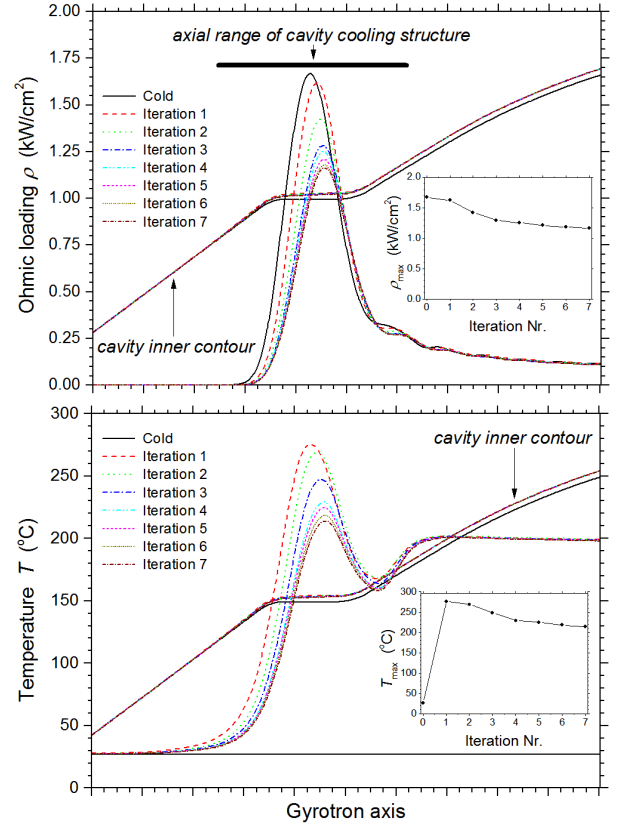 axial range of cavity cooling structure
2.00
1.75
1.50
1.25
1.00
0.75
0.50
0.25
0.00
Ohmic loading ρ (kW/cm²)
Cold
Iteration 1
Iteration 2
Iteration 3
Iteration 4
Iteration 5
Iteration 6
Iteration 7
cavity inner contour
2.0
1.5
1.0
0.5
0.0
ρmax (kW/cm²)
0 1 2 3 4 5 6 7
Iteration Nr.
300
250
200
150
100
50
0
Temperature T (°C)
Cold
Iteration 1
Iteration 2
Iteration 3
Iteration 4
Iteration 5
Iteration 6
Iteration 7
cavity inner contour
300
250
200
150
100
50
0
Tmax (°C)
0 1 2 3 4 5 6 7
Iteration Nr.
Gyrotron axis